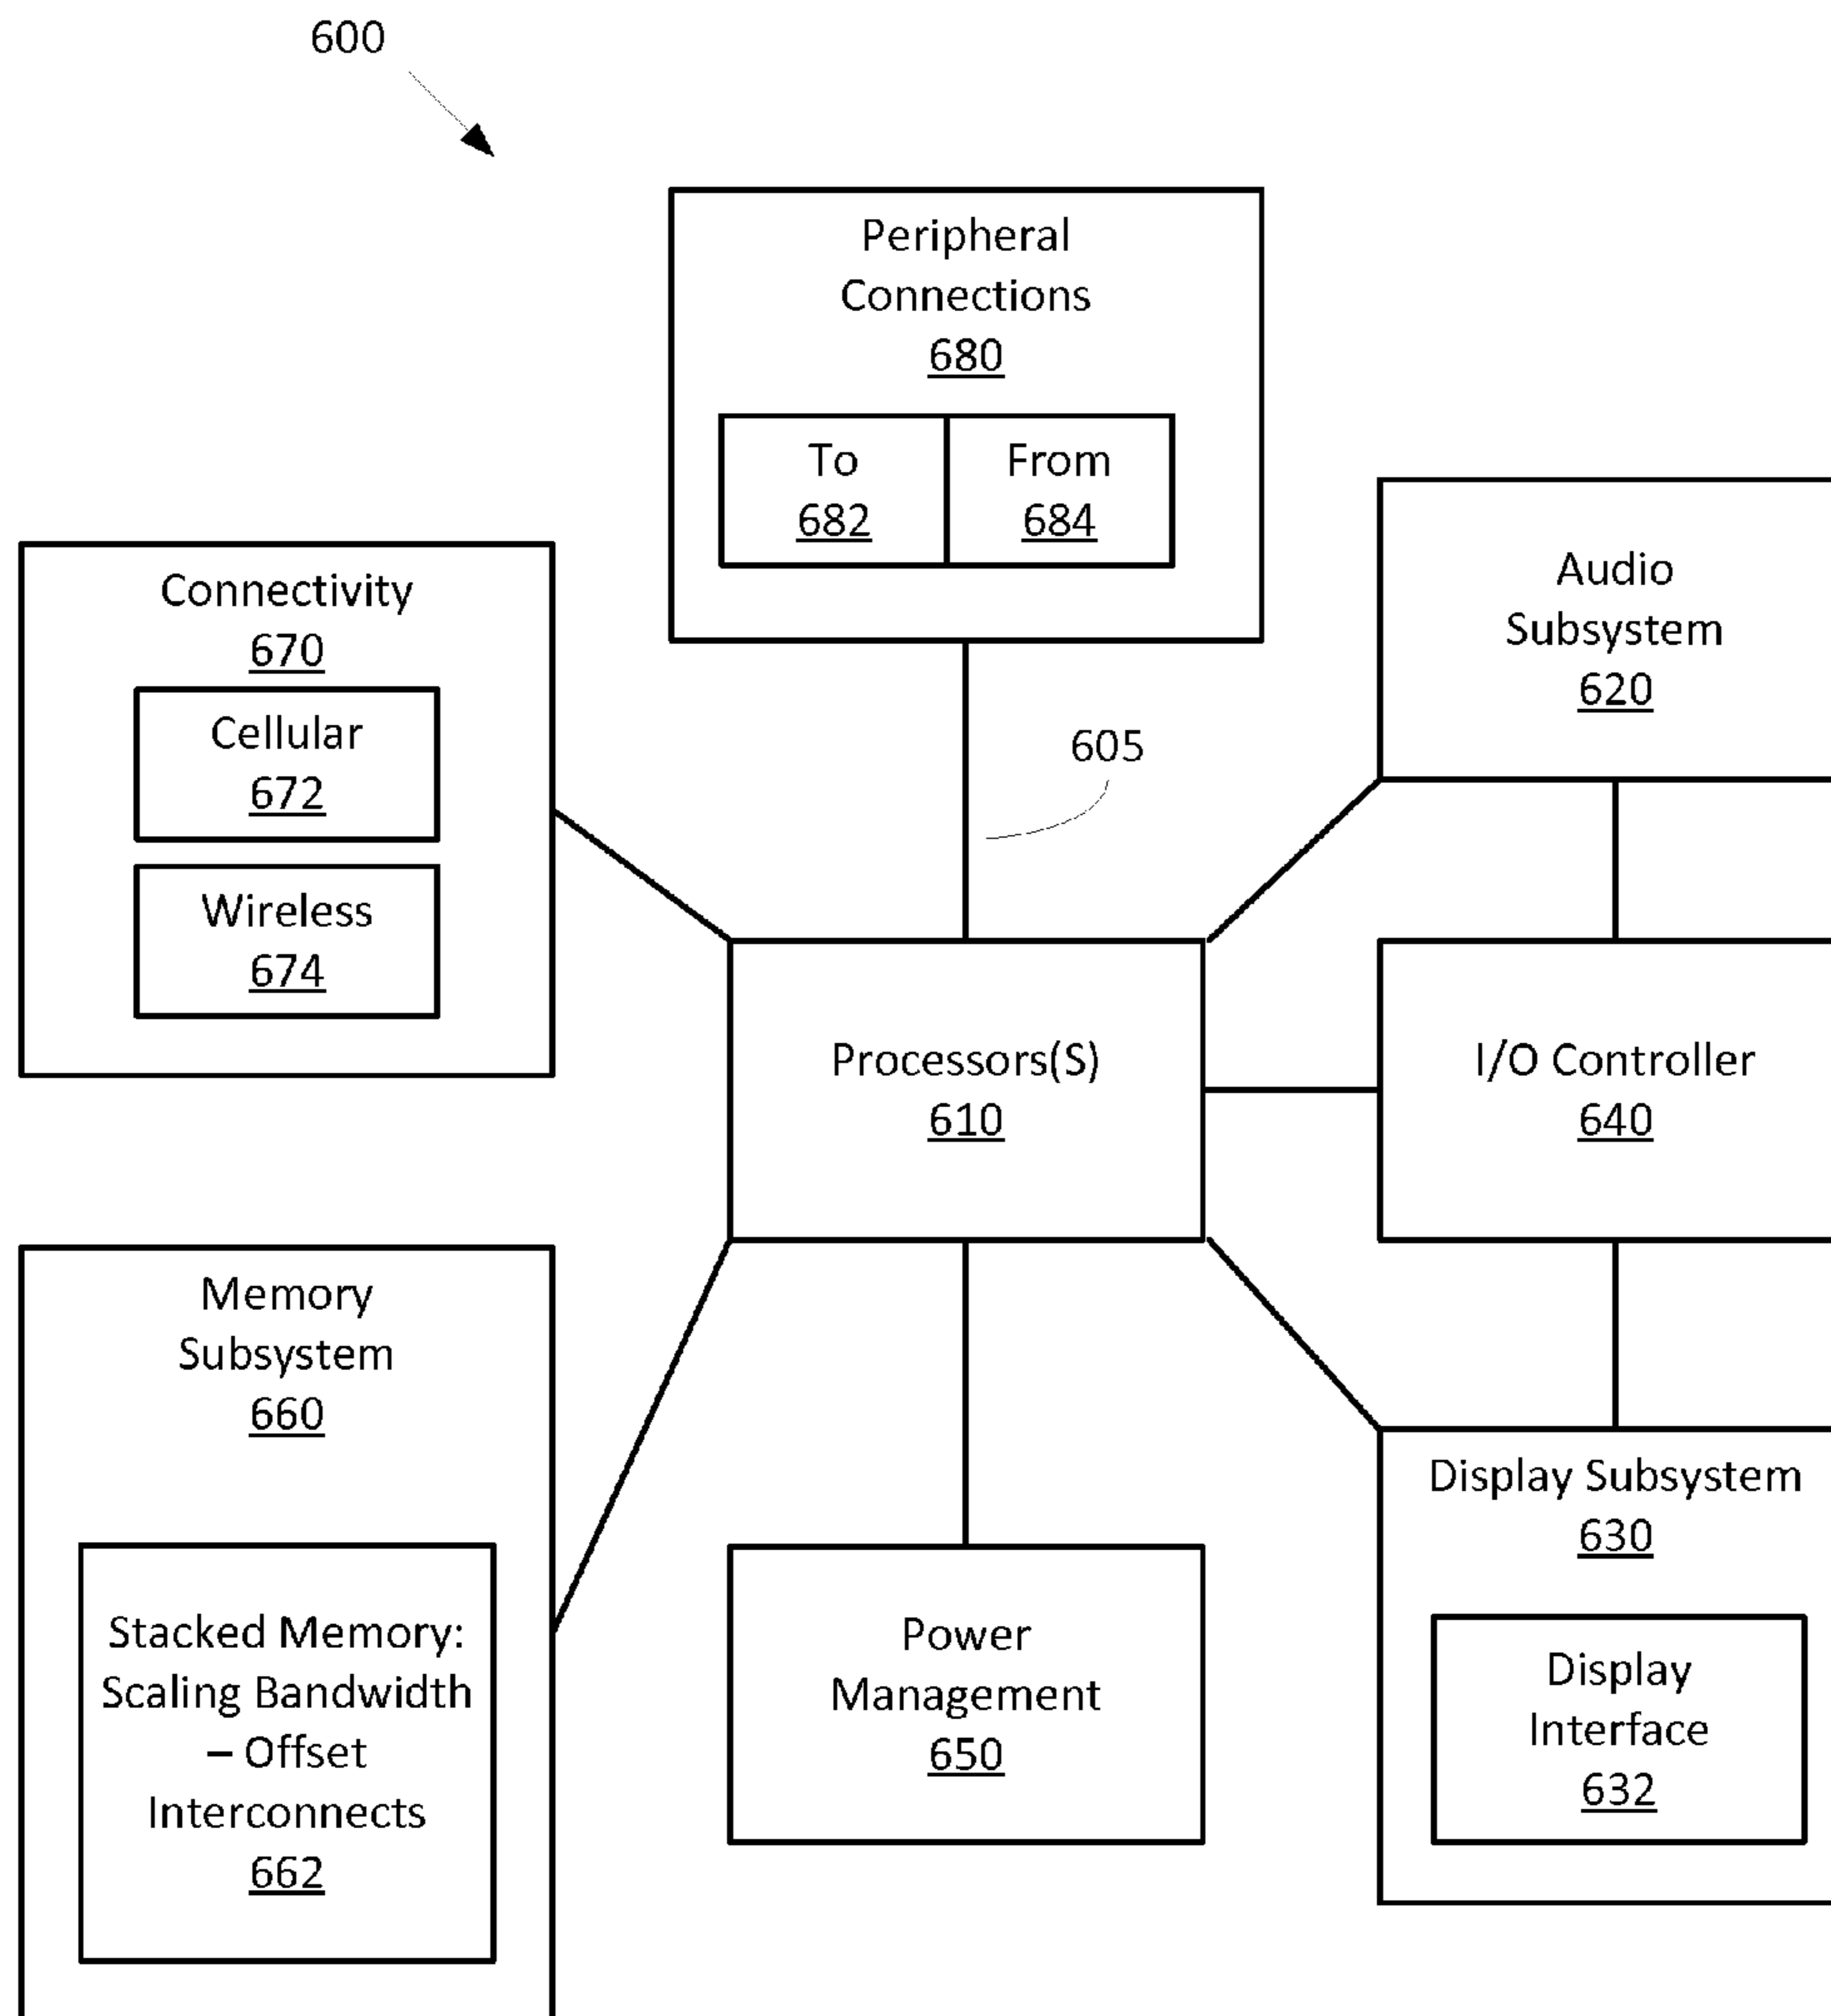 600
Peripheral
Connections
680
To
682
From
684
Audio
Subsystem
620
Connectivity
670
Cellular
672
Wireless
674
605
Processors(S)
610
I/O Controller
640
Memory
Subsystem
660
Stacked Memory:
Scaling Bandwidth
– Offset
Interconnects
662
Power
Management
650
Display Subsystem
630
Display
Interface
632